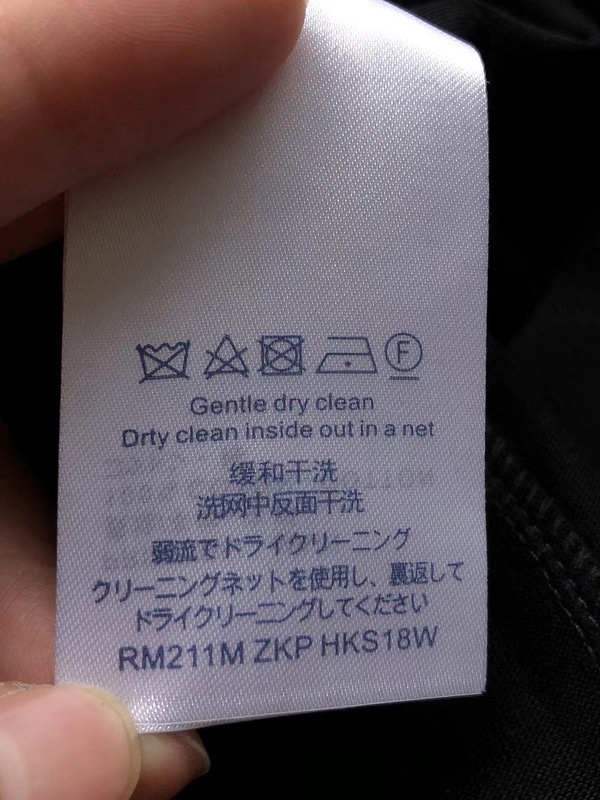 F
Gentle dry clean
Drty clean inside out in a net
缓和干洗
洗网中反面干洗
弱流でドライクリーニング
クリーニングネットを使用し、裏返して
ドライクリーニングしてください
RM211M ZKP HKS18W